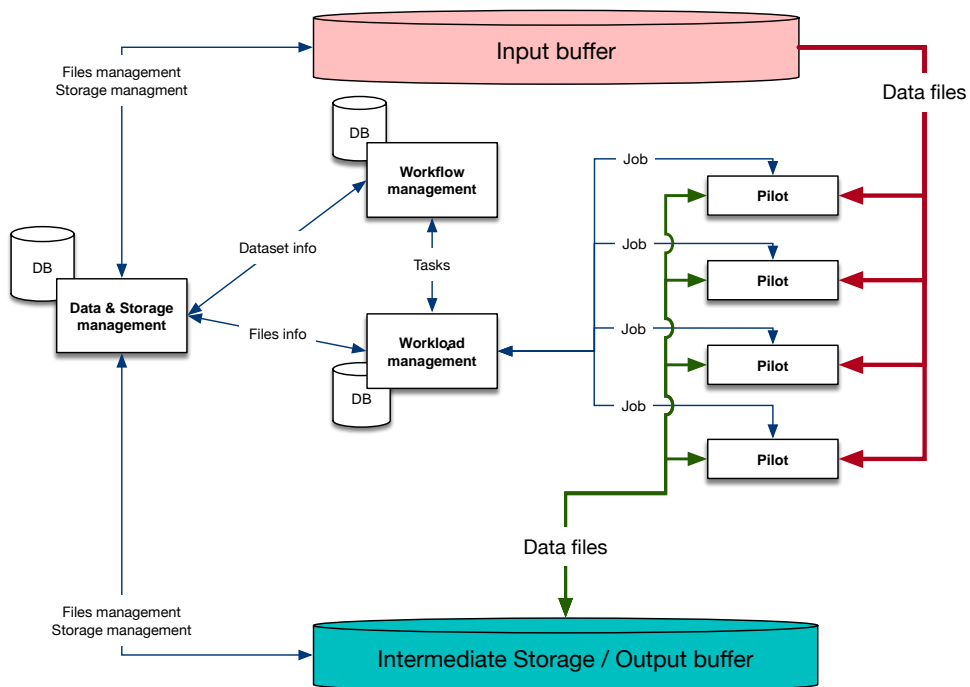 Input buffer
Files management
Storage managment
Data files
DB
Workflow
management
Job
Pilot
Dataset info
Job
DB
Tasks
Pilot
Data & Storage
management
Files info
Workload
management
Job
Pilot
DB
Job
Pilot
Data files
Files management
Storage management
Intermediate Storage / Output buffer